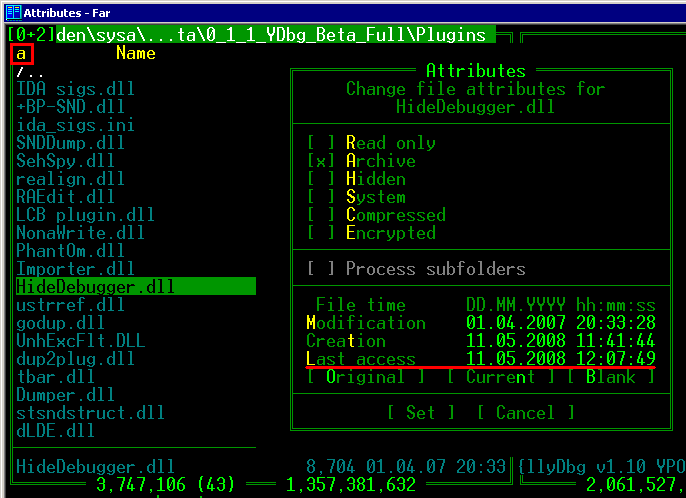 Attributes - Far
[0+2]den\sysa\...ta\0_1_1_YDbg_Beta_Full\Plugins
a Name
/..
IDA sigs.dll
+BP-SND.dll
ida_sigs.ini
SNDDump.dll
SehSpy.dll
realign.dll
RAEdit.dll
LCB plugin.dll
NonaWrite.dll
PhantOm.dll
Importer.dll
HideDebugger.dll
ustrref.dll
godup.dll
UnhExcFlt.DLL
dup2plug.dll
tbar.dll
Dumper.dll
stsndstruct.dll
dLDE.dll
HideDebugger.dll 8,704 01.04.07 20:33
3,747,106 (43) 1,357,381,632
Attributes
Change file attributes for
HideDebugger.dll
[ ] Read only
[x] Archive
[ ] Hidden
[ ] System
[ ] Compressed
[ ] Encrypted
[ ] Process subfolders
File time DD.MM.YYYY hh:mm:ss
Modification 01.04.2007 20:33:28
Creation 11.05.2008 11:41:44
Last access 11.05.2008 12:07:49
[ Original ] [ Current ] [ Blank ]
[ Set ] [ Cancel ]
{llyDbg v1.10 YPO
2,061,527,